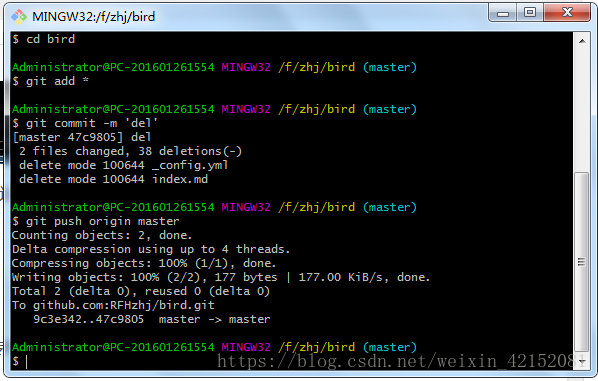 MINGW32:/f/zhj/bird
$ cd bird
Administrator@PC-201601261554 MINGW32 /f/zhj/bird (master)
$ git add *
Administrator@PC-201601261554 MINGW32 /f/zhj/bird (master)
$ git commit -m 'del'
[master 47c9805] del
2 files changed, 38 deletions(-)
delete mode 100644 _config.yml
delete mode 100644 index.md
Administrator@PC-201601261554 MINGW32 /f/zhj/bird (master)
$ git push origin master
Counting objects: 2, done.
Delta compression using up to 4 threads.
Compressing objects: 100% (1/1), done.
Writing objects: 100% (2/2), 177 bytes | 177.00 KiB/s, done.
Total 2 (delta 0), reused 0 (delta 0)
To github.com:RFHzhj/bird.git
9c3e342..47c9805  master -> master
Administrator@PC-201601261554 MINGW32 /f/zhj/bird (master)
$
https://blog.csdn.net/weixin_42152081